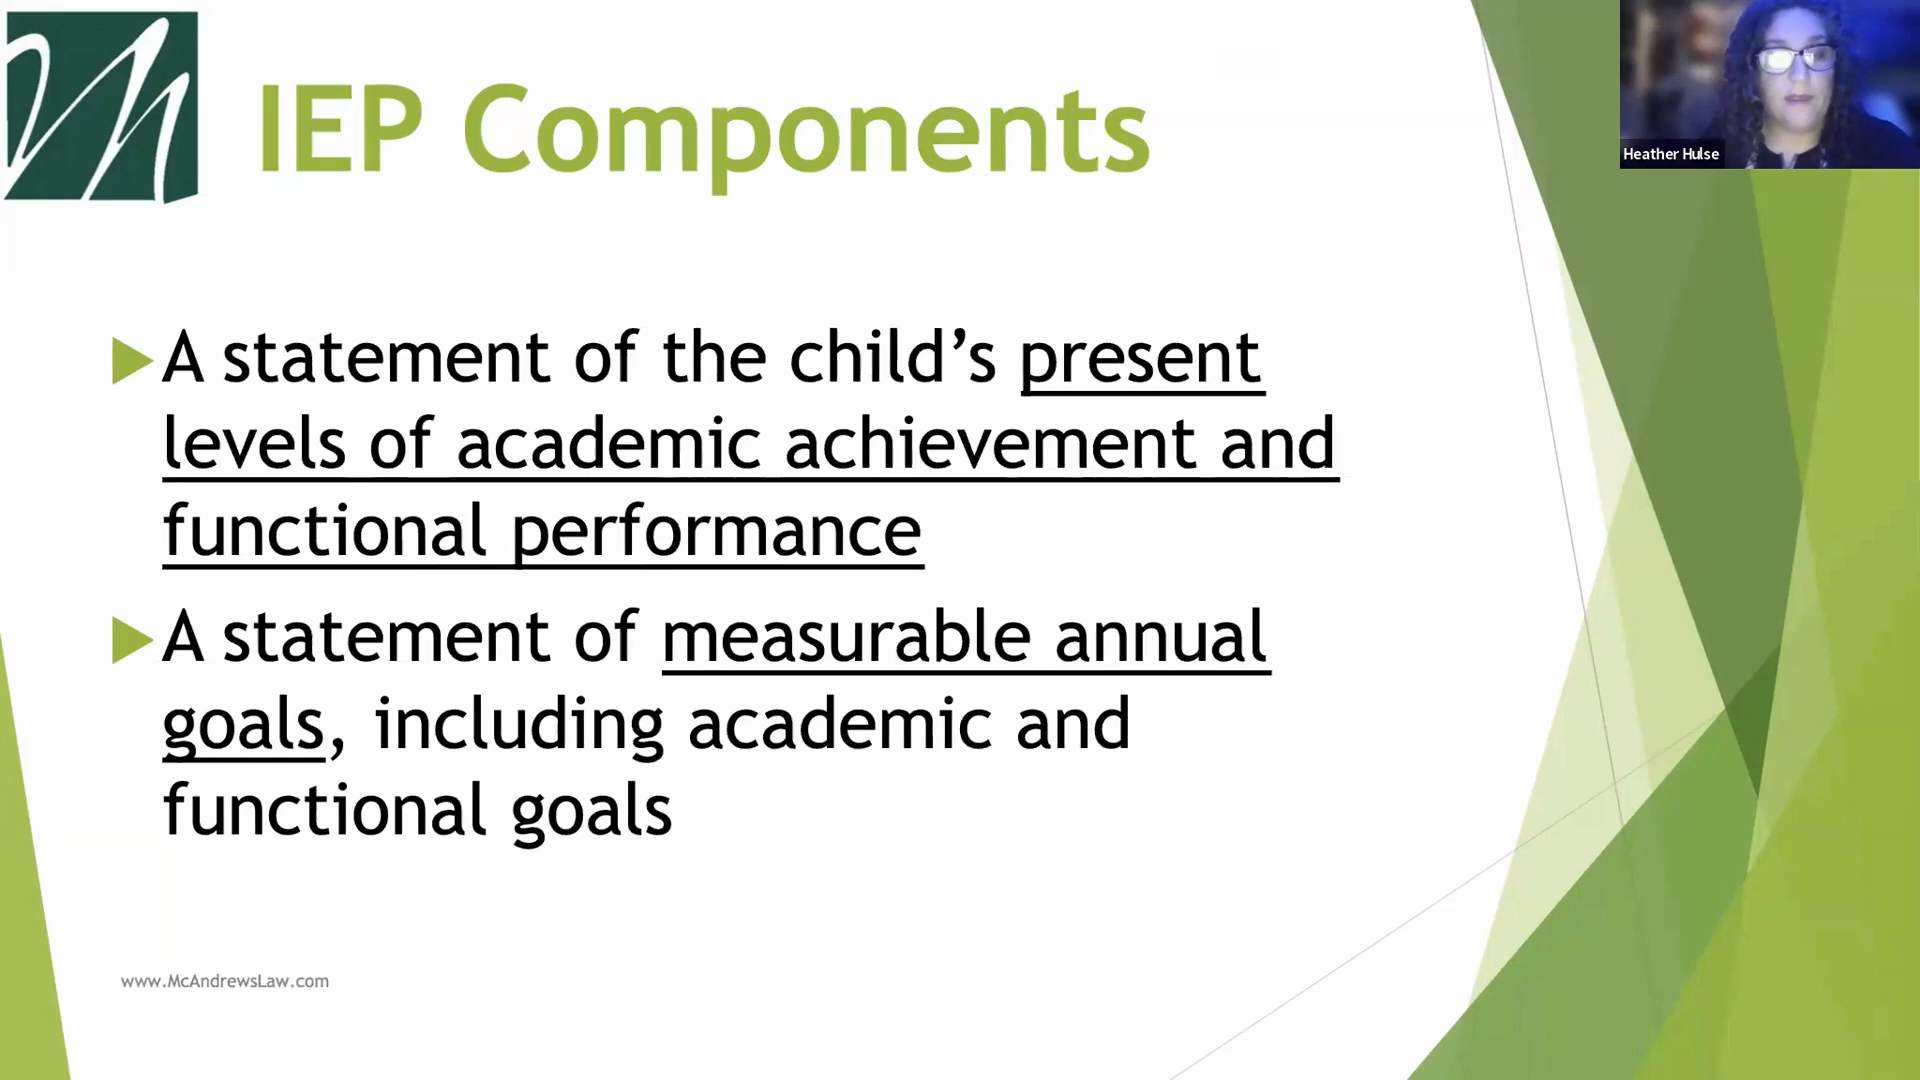 IEP Components
Heather Hulse
A statement of the child’s present
levels of academic achievement and
functional performance
A statement of measurable annual
goals, including academic and
functional goals
www.McAndrewsLaw.com